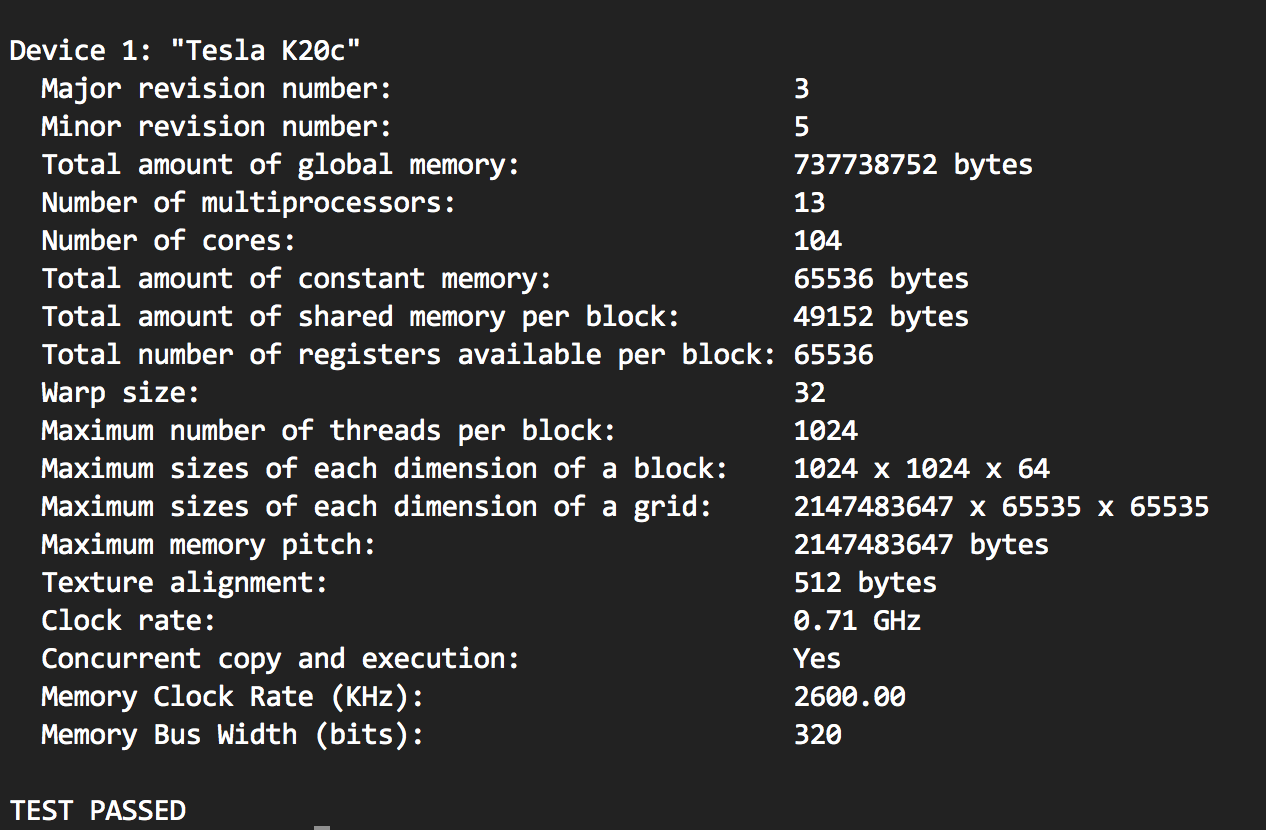 Device 1: "Tesla K20c"
  Major revision number:                         3
  Minor revision number:                         5
  Total amount of global memory:                 737738752 bytes
  Number of multiprocessors:                     13
  Number of cores:                               104
  Total amount of constant memory:               65536 bytes
  Total amount of shared memory per block:       49152 bytes
  Total number of registers available per block: 65536
  Warp size:                                     32
  Maximum number of threads per block:           1024
  Maximum sizes of each dimension of a block:    1024 x 1024 x 64
  Maximum sizes of each dimension of a grid:     2147483647 x 65535 x 65535
  Maximum memory pitch:                          2147483647 bytes
  Texture alignment:                             512 bytes
  Clock rate:                                    0.71 GHz
  Concurrent copy and execution:                 Yes
  Memory Clock Rate (KHz):                       2600.00
  Memory Bus Width (bits):                       320
TEST PASSED